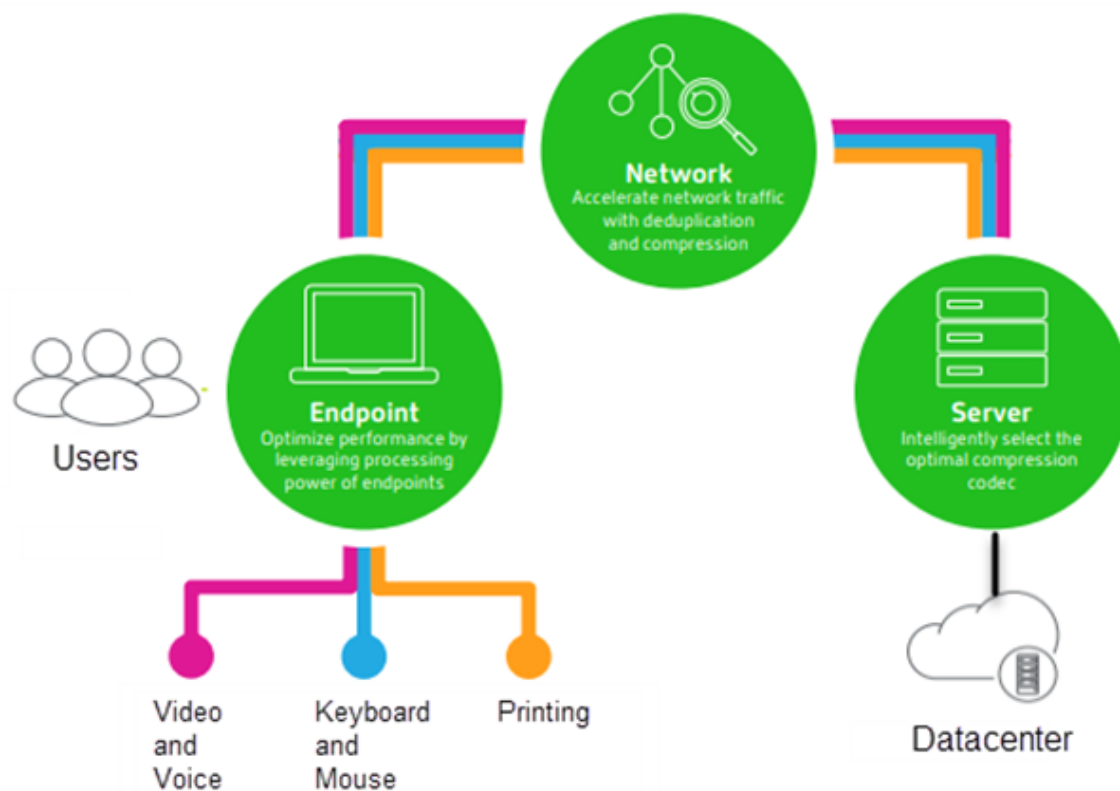 Network
Accelerate network traffic
with deduplication
and compression
Endpoint
Optimize performance by
leveraging processing
power of endpoints
Server
Intelligently select the
optimal compression
codec
Users
Video
and
Voice
Keyboard
and
Mouse
Printing
Datacenter